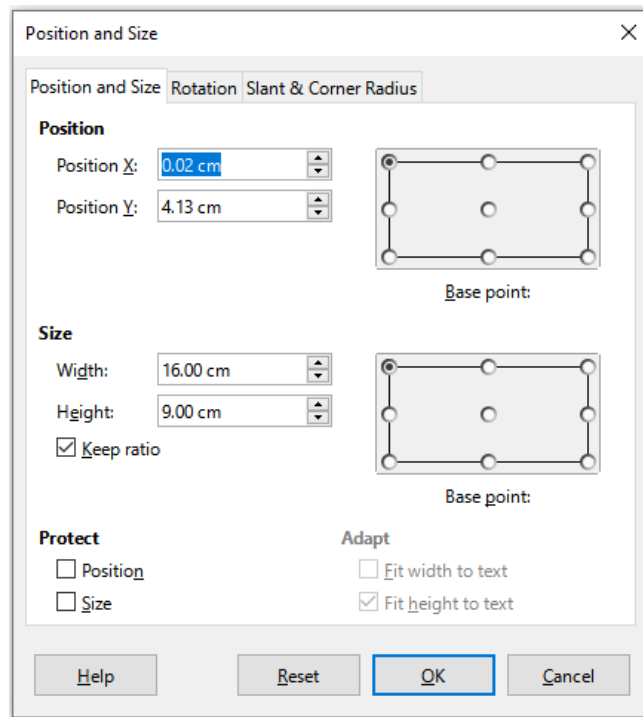 Position and Size
Position and Size Rotation Slant & Corner Radius
Position
Position X: 0.02 cm
Position Y: 4.13 cm
Base point:
Size
Width: 16.00 cm
Height: 9.00 cm
Keep ratio
Base point:
Protect Adapt
Position Fit width to text
Size Fit height to text
Help Reset OK Cancel